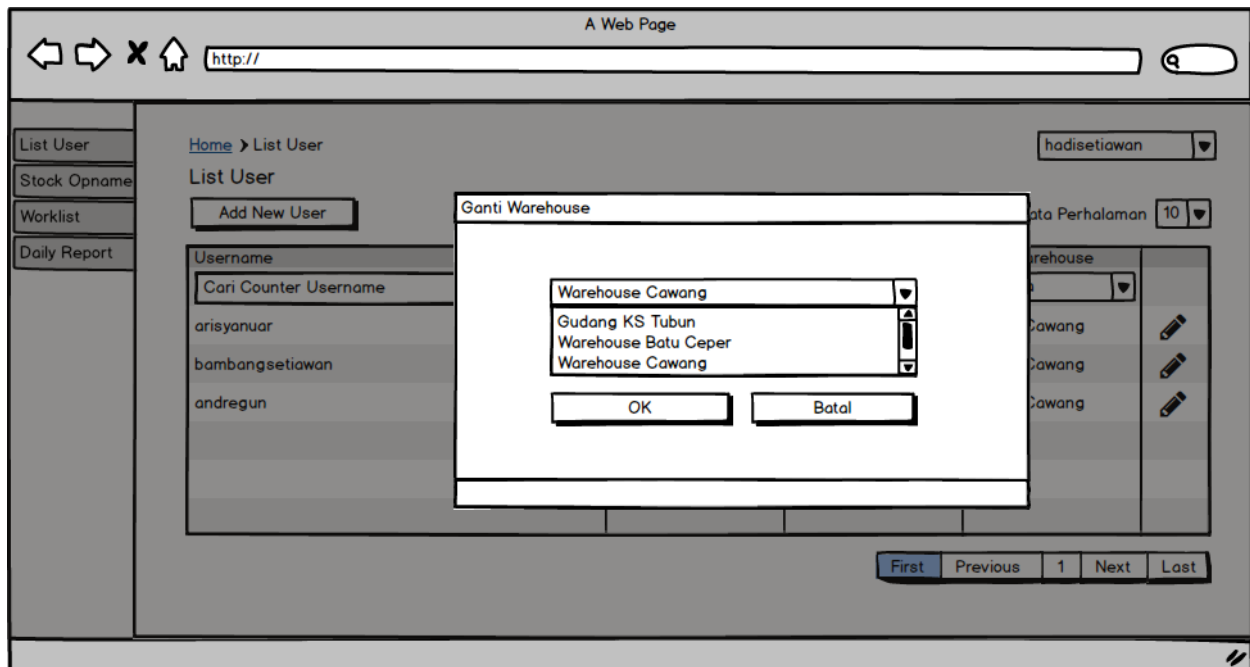 A Web Page
http://
List User
Stock Opname
Worklist
Daily Report
Home > List User
hadisetiawan
List User
Add New User
ata Perhalaman 10
Username
rehouse
Cari Counter Username
arisyanuar
Cawang
bambangsetiawan
Cawang
andregun
Cawang
Ganti Warehouse
Warehouse Cawang
Gudang KS Tubun
Warehouse Batu Ceper
Warehouse Cawang
OK Batal
First Previous 1 Next Last